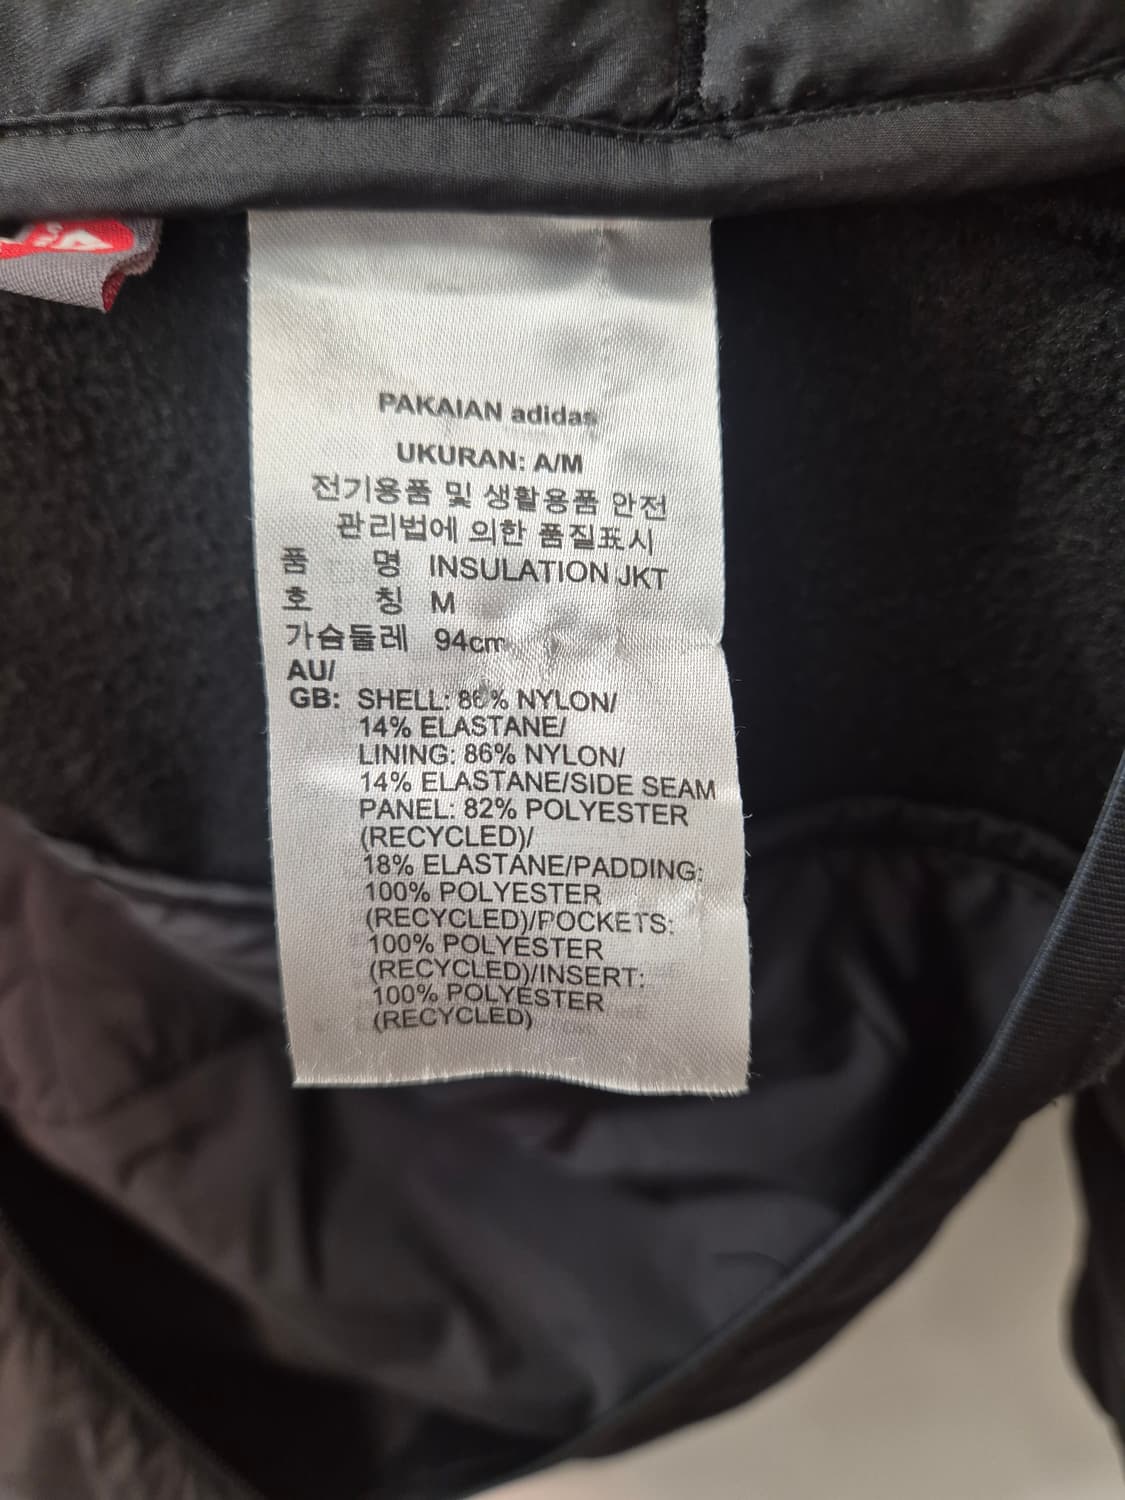 PAKAIAN adidas
UKURAN: A/M
전기용품 및 생활용품 안전
관리법에 의한 품질표시
품 명 INSULATION JKT
호 칭 M
가슴둘레 94cm
AU/
GB: SHELL: 86% NYLON/
14% ELASTANE/
LINING: 86% NYLON/
14% ELASTANE/SIDE SEAM
PANEL: 82% POLYESTER
(RECYCLED)/
18% ELASTANE/PADDING:
100% POLYESTER
(RECYCLED)/POCKETS:
100% POLYESTER
(RECYCLED)/INSERT:
100% POLYESTER
(RECYCLED)